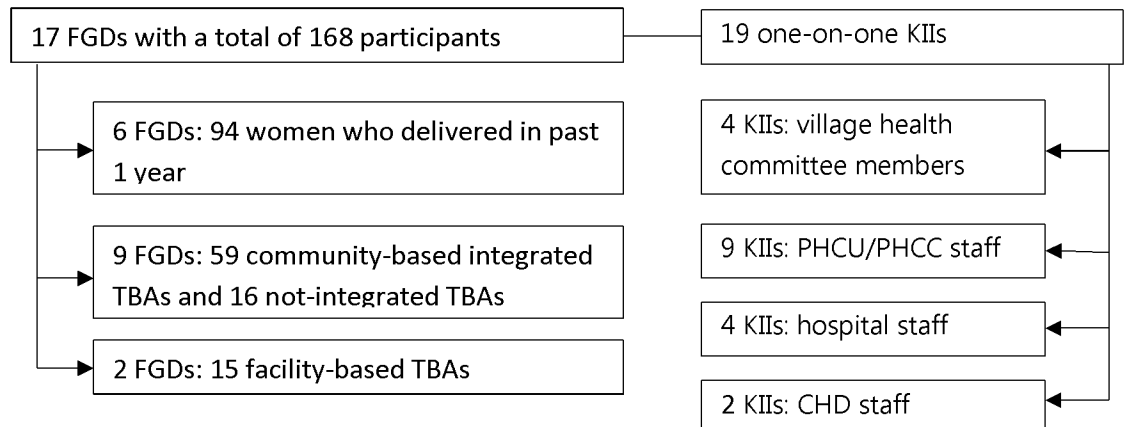 17 FGDs with a total of 168 participants
19 one-on-one KIIs
6 FGDs: 94 women who delivered in past
1 year
9 FGDs: 59 community-based integrated
TBAs and 16 not-integrated TBAs
2 FGDs: 15 facility-based TBAs
4 KIIs: village health
committee members
9 KIIs: PHCU/PHCC staff
4 KIIs: hospital staff
2 KIIs: CHD staff